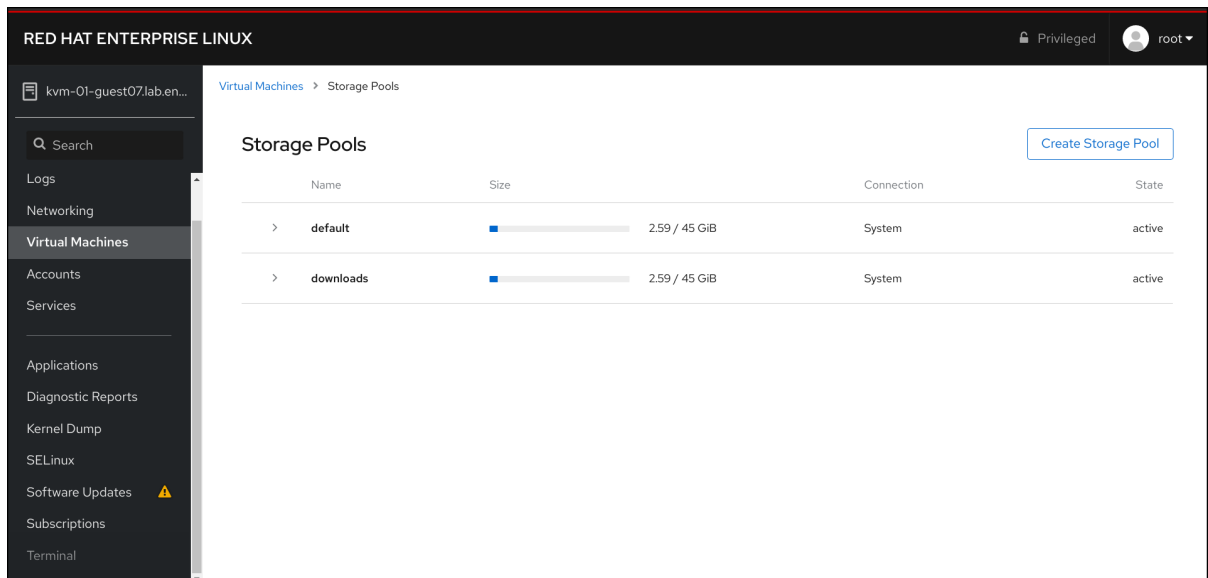 RED HAT ENTERPRISE LINUX
Privileged
root
kvm-01-guest07.lab.en...
Search
Logs
Networking
Virtual Machines
Accounts
Services
Applications
Diagnostic Reports
Kernel Dump
SELinux
Software Updates
Subscriptions
Terminal
Virtual Machines > Storage Pools
Storage Pools
Create Storage Pool
Name Size Connection State
default 2.59 / 45 GiB System active
downloads 2.59 / 45 GiB System active